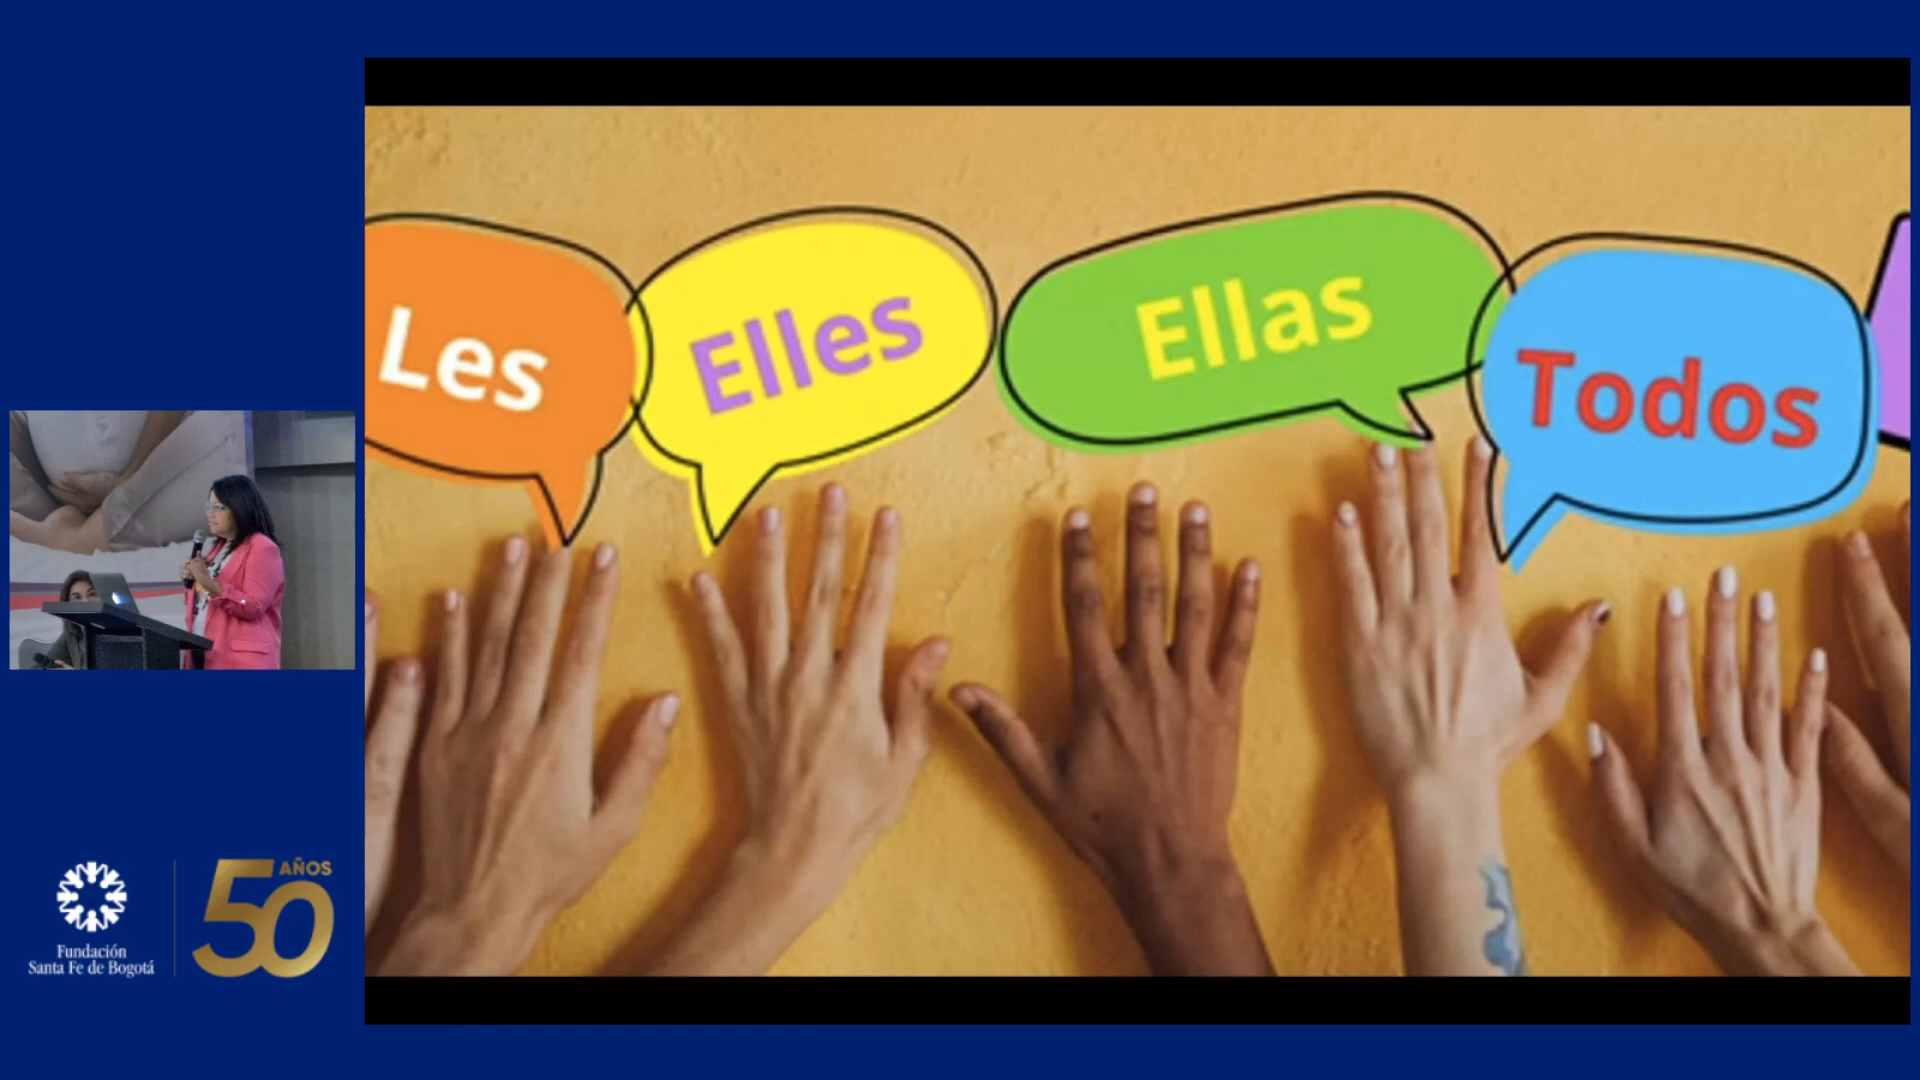 Les
Elles
Ellas
Todos
50 AÑOS
Fundación
Santa Fe de Bogotá